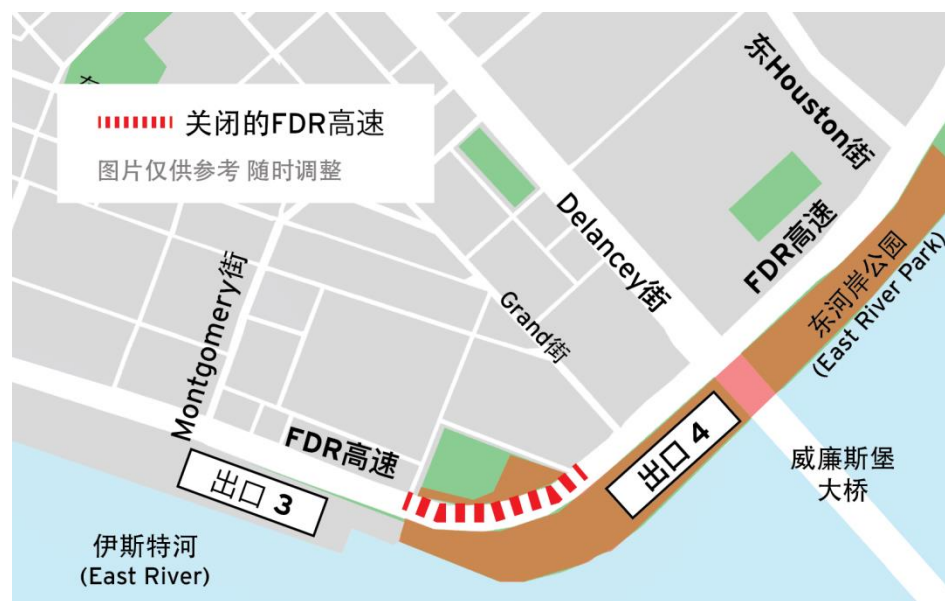 关闭的FDR高速
图片仅供参考 随时调整
东Houston街
Delancey街
FDR高速
东河岸公园
(East River Park)
Grand街
Montgomery街
FDR高速
出口 3
出口 4
威廉斯堡
大桥
伊斯特河
(East River)